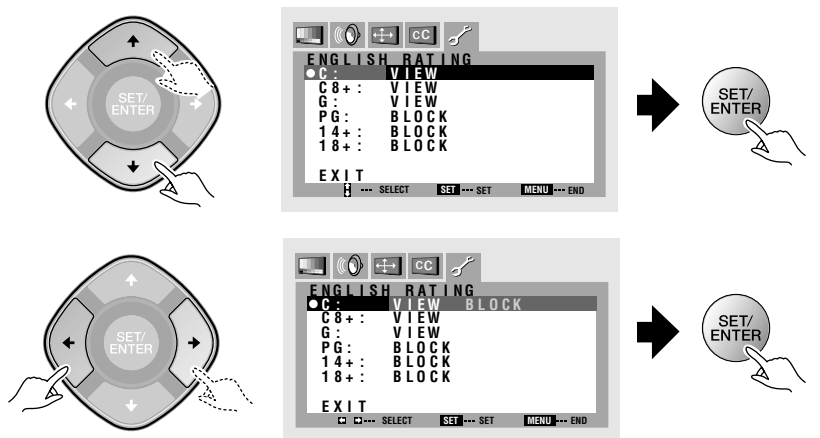 SET/
ENTER
CC
ENGLISH RATING
C: VIEW
C8+: VIEW
G: VIEW
PG: BLOCK
14+: BLOCK
18+: BLOCK
EXIT
--- SELECT SET --- SET MENU --- END
SET/
ENTER
SET/
ENTER
CC
ENGLISH RATING
C: VIEW BLOCK
C8+: VIEW
G: VIEW
PG: BLOCK
14+: BLOCK
18+: BLOCK
EXIT
--- SELECT SET --- SET MENU --- END
SET/
ENTER